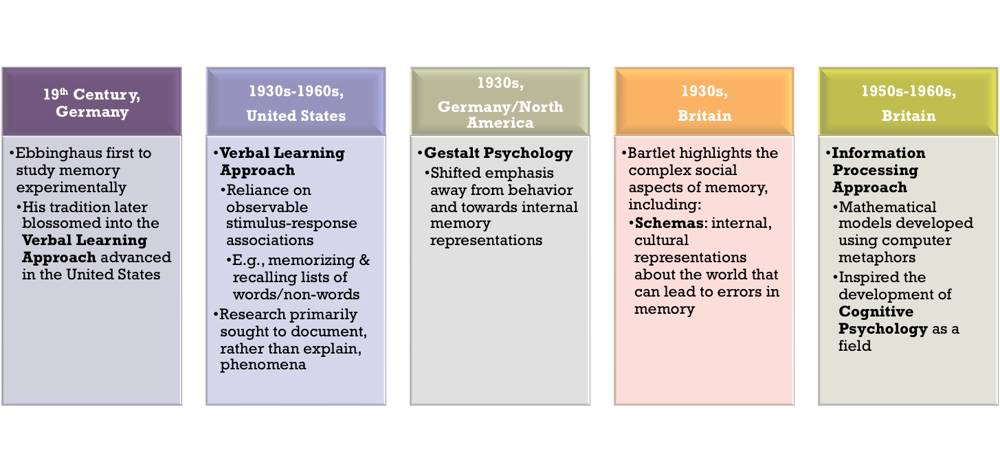 19th Century,
Germany
•Ebbinghaus first to
study memory
experimentally
•His tradition later
blossomed into the
Verbal Learning
Approach advanced
in the United States
1930s-1960s,
United States
•Verbal Learning
Approach
•Reliance on
observable
stimulus-response
associations
•E.g., memorizing &
recalling lists of
words/non-words
•Research primarily
sought to document,
rather than explain,
phenomena
1930s,
Germany/North
America
•Gestalt Psychology
•Shifted emphasis
away from behavior
and towards internal
memory
representations
1930s,
Britain
•Bartlet highlights the
complex social
aspects of memory,
including:
•Schemas: internal,
cultural
representations
about the world that
can lead to errors in
memory
1950s-1960s,
Britain
•Information
Processing
Approach
•Mathematical
models developed
using computer
metaphors
•Inspired the
development of
Cognitive
Psychology as a
field